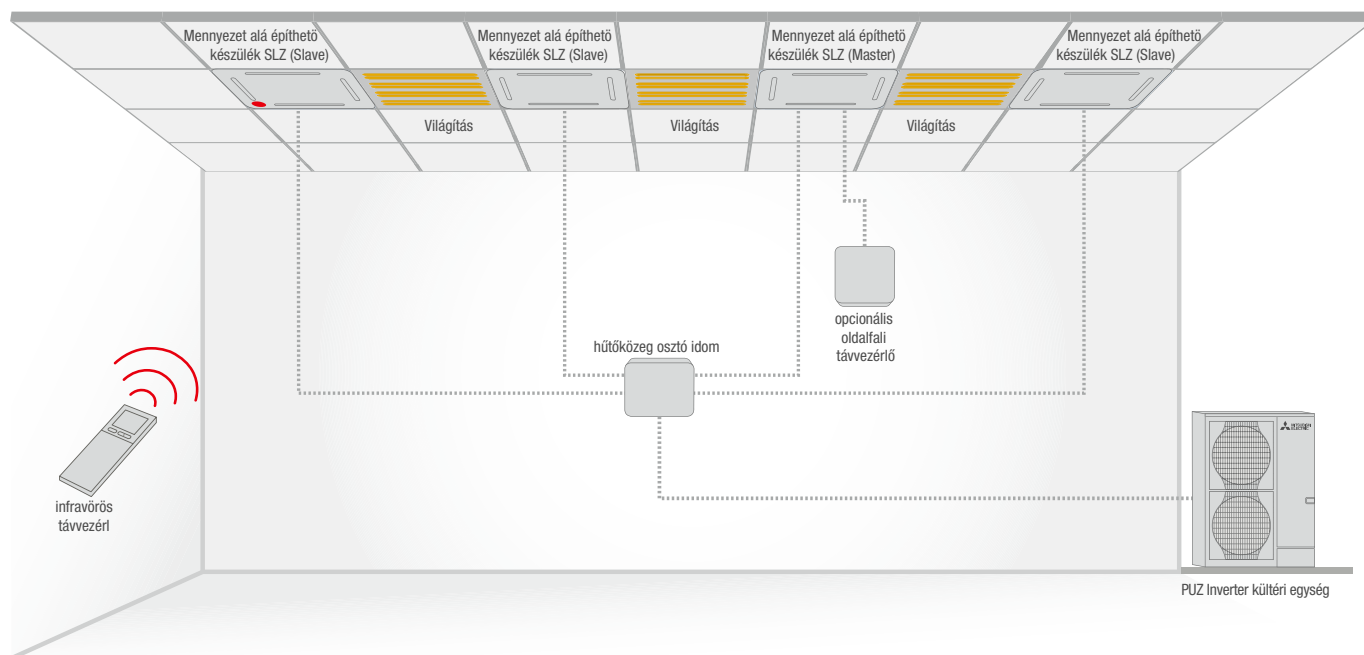 Mennyezet alá építhető
készülék SLZ (Slave)
Mennyezet alá építhető
készülék SLZ (Slave)
Mennyezet alá építhető
készülék SLZ (Master)
Mennyezet alá építhető
készülék SLZ (Slave)
Világítás
Világítás
Világítás
opcionális
oldalfali
távvezérlő
hűtőközeg osztó idom
infravörös
távvezérl
MITSUBISHI
ELECTRIC
PUZ Inverter kültéri egység